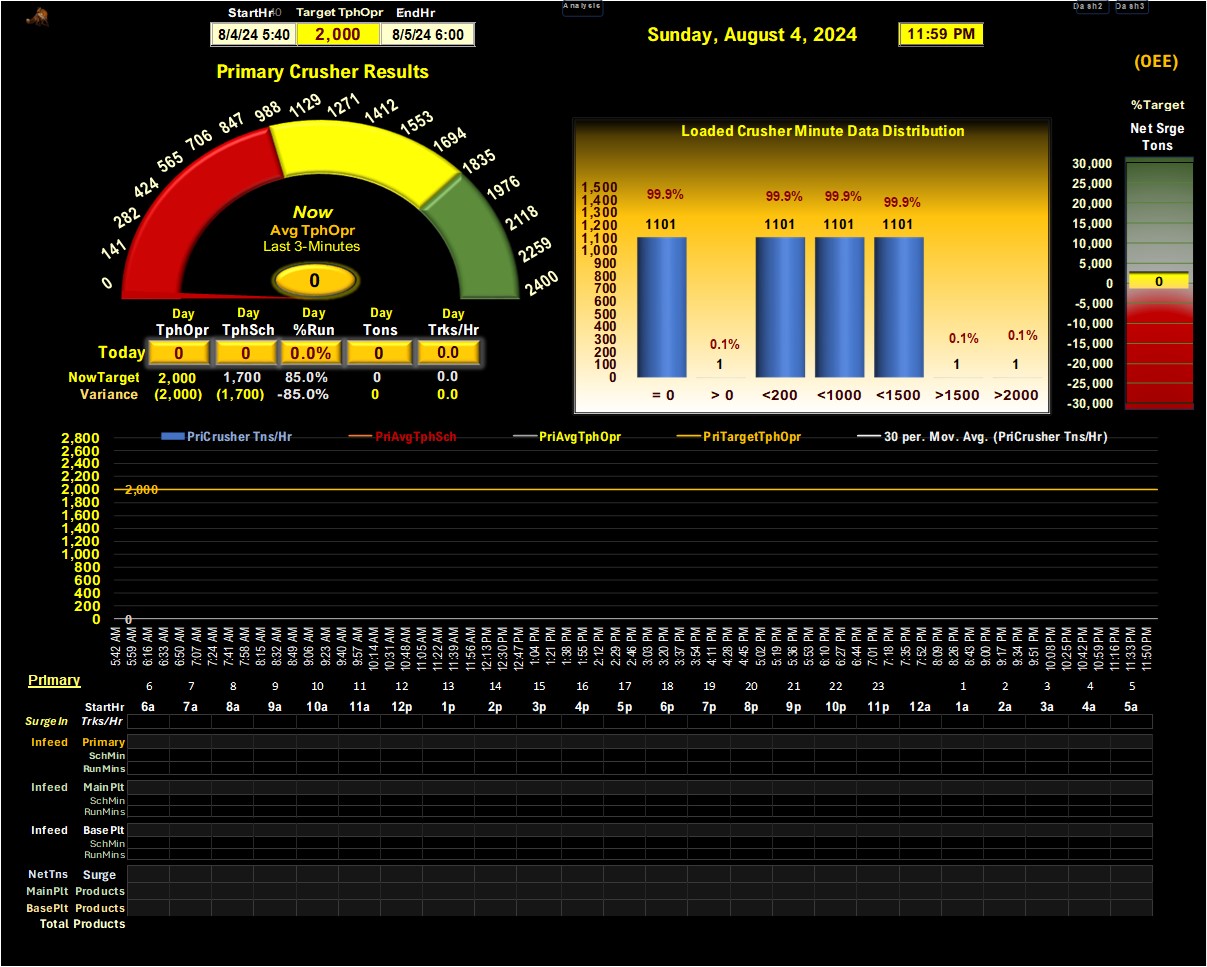 Analysis
Dash2 Dash3
StartHr Target TphOpr EndHr
8/4/24 5:40 2,000 8/5/24 6:00
Sunday, August 4, 2024
11:59 PM
(OEE)
Primary Crusher Results
0
141
282
424
565
706
847
988
1129
1271
1412
1553
1694
1835
1976
2118
2259
2400
Now
Avg TphOpr
Last 3-Minutes
0
Day Day Day Day Day
TphOpr TphSch %Run Tons Trks/Hr
Today 0 0 0.0% 0 0.0
NowTarget 2,000 1,700 85.0% 0 0.0
Variance (2,000) (1,700) -85.0% 0 0.0
Loaded Crusher Minute Data Distribution
1,500
1,400
1,300
1,200
1,100
1,000
900
800
700
600
500
400
300
200
100
0
99.9% 99.9% 99.9% 99.9%
1101 1101 1101 1101
0.1% 0.1% 0.1%
1 1 1
= 0 > 0 <200 <1000 <1500 >1500 >2000
%Target
Net Srge
Tons
30,000
25,000
20,000
15,000
10,000
5,000
0
-5,000
-10,000
-15,000
-20,000
-25,000
-30,000
0
PriCrusher Tns/Hr PriAvgTphSch PriAvgTphOpr PriTargetTphOpr 30 per. Mov. Avg. (PriCrusher Tns/Hr)
2,800
2,600
2,400
2,200
2,000
1,800
1,600
1,400
1,200
1,000
800
600
400
200
0
2,000
0
5:42 AM
5:59 AM
6:16 AM
6:33 AM
6:50 AM
7:07 AM
7:24 AM
7:41 AM
7:58 AM
8:15 AM
8:32 AM
8:49 AM
9:06 AM
9:23 AM
9:40 AM
9:57 AM
10:14 AM
10:31 AM
10:48 AM
11:05 AM
11:22 AM
11:39 AM
11:56 AM
12:13 PM
12:30 PM
12:47 PM
1:04 PM
1:21 PM
1:38 PM
1:55 PM
2:12 PM
2:29 PM
2:46 PM
3:03 PM
3:20 PM
3:37 PM
3:54 PM
4:11 PM
4:28 PM
4:45 PM
5:02 PM
5:19 PM
5:36 PM
5:53 PM
6:10 PM
6:27 PM
6:44 PM
7:01 PM
7:18 PM
7:35 PM
7:52 PM
8:09 PM
8:26 PM
8:43 PM
9:00 PM
9:17 PM
9:34 PM
9:51 PM
10:08 PM
10:25 PM
10:42 PM
10:59 PM
11:16 PM
11:33 PM
11:50 PM
Primary
6 7 8 9 10 11 12 13 14 15 16 17 18 19 20 21 22 23 1 2 3 4 5
StartHr 6a 7a 8a 9a 10a 11a 12p 1p 2p 3p 4p 5p 6p 7p 8p 9p 10p 11p 12a 1a 2a 3a 4a 5a
SurgeIn Trks/Hr
Infeed Primary
SchMin
RunMins
Infeed MainPlt
SchMin
RunMins
Infeed BasePlt
SchMin
RunMins
NetTns Surge
MainPlt Products
BasePlt Products
Total Products